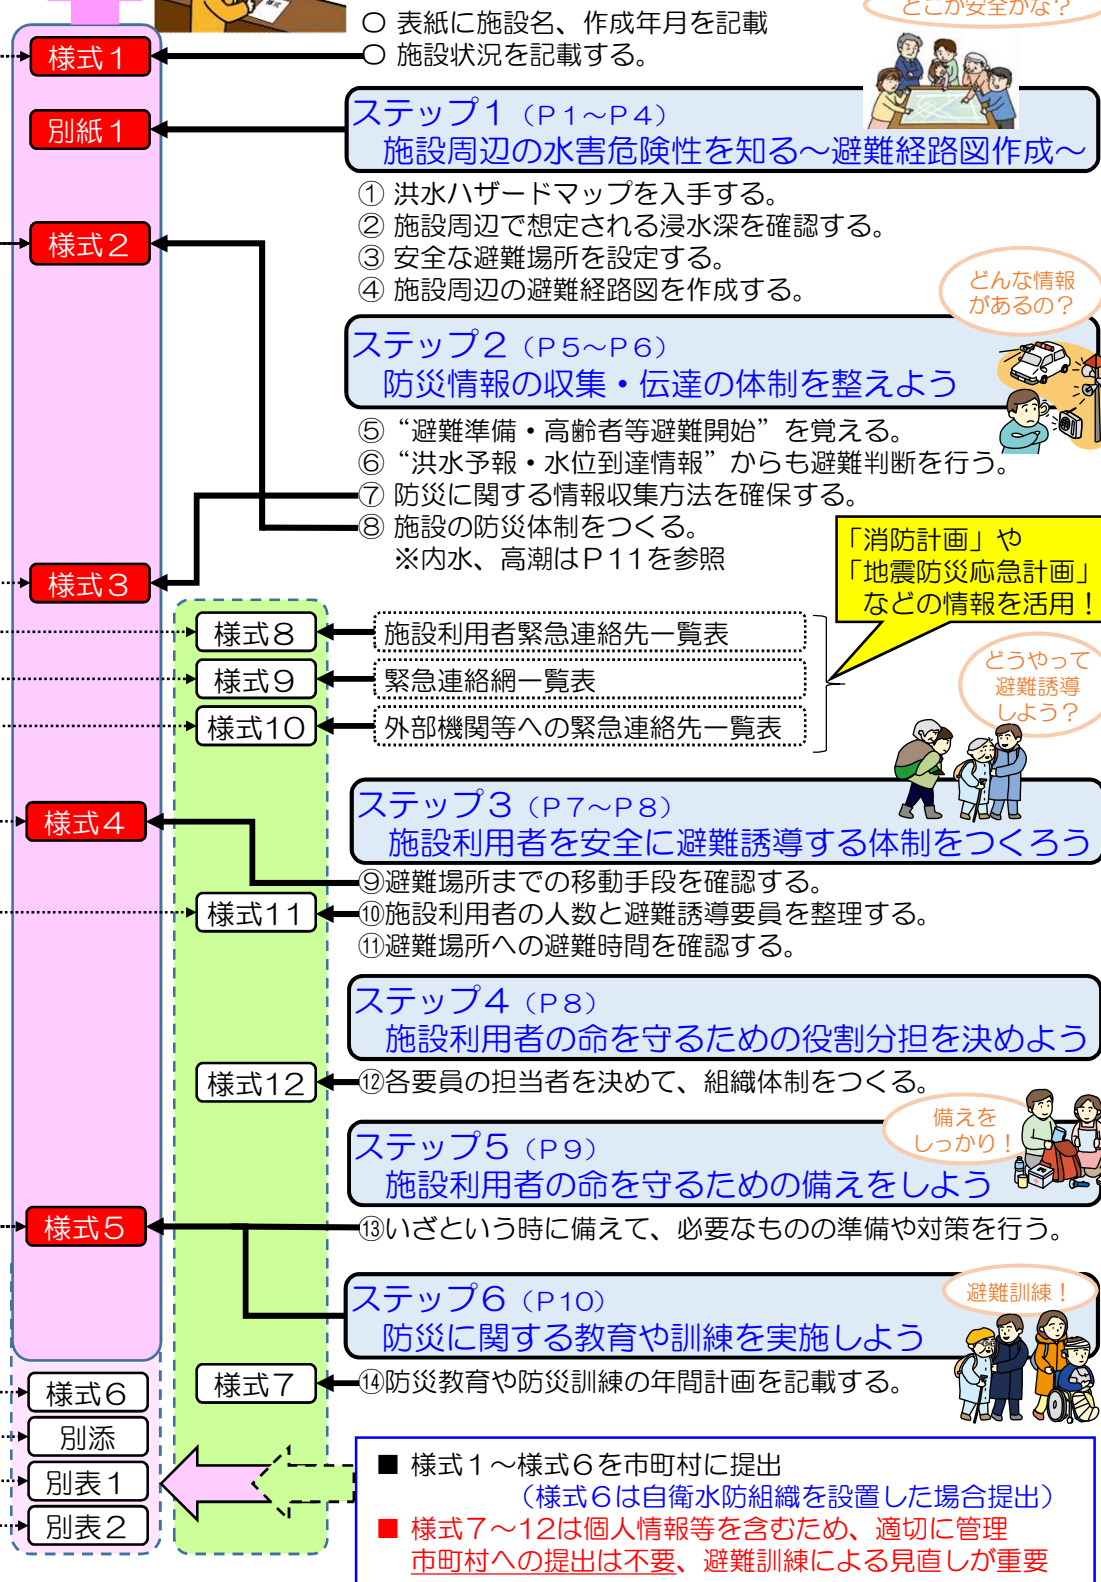 どこが安全かな？
○ 表紙に施設名、作成年月を記載
様式１
○ 施設状況を記載する。
別紙１
ステップ１（Ｐ１～Ｐ４）
施設周辺の水害危険性を知る～避難経路図作成～
① 洪水ハザードマップを入手する。
② 施設周辺で想定される浸水深を確認する。
様式２
③ 安全な避難場所を設定する。
④ 施設周辺の避難経路図を作成する。
どんな情報
があるの？
ステップ２（Ｐ５～Ｐ６）
防災情報の収集・伝達の体制を整えよう
⑤ “避難準備・高齢者等避難開始”を覚える。
⑥ “洪水予報・水位到達情報”からも避難判断を行う。
⑦ 防災に関する情報収集方法を確保する。
⑧ 施設の防災体制をつくる。
※内水、高潮はＰ11を参照
様式３
「消防計画」や
「地震防災応急計画」
などの情報を活用！
様式８
施設利用者緊急連絡先一覧表
様式９
緊急連絡網一覧表
様式10
外部機関等への緊急連絡先一覧表
どうやって
避難誘導
しよう？
様式４
ステップ３（Ｐ７～Ｐ８）
施設利用者を安全に避難誘導する体制をつくろう
⑨避難場所までの移動手段を確認する。
様式11
⑩施設利用者の人数と避難誘導要員を整理する。
⑪避難場所への避難時間を確認する。
ステップ４（Ｐ８）
施設利用者の命を守るための役割分担を決めよう
様式12
⑫各要員の担当者を決めて、組織体制をつくる。
備えを
しっかり！
ステップ５（Ｐ９）
施設利用者の命を守るための備えをしよう
様式５
⑬いざという時に備えて、必要なものの準備や対策を行う。
ステップ６（Ｐ10）
防災に関する教育や訓練を実施しよう
避難訓練！
様式７
⑭防災教育や防災訓練の年間計画を記載する。
様式６
別添
別表１
別表２
■ 様式１～様式６を市町村に提出
（様式６は自衛水防組織を設置した場合提出）
■ 様式７～12は個人情報等を含むため、適切に管理
市町村への提出は不要、避難訓練による見直しが重要